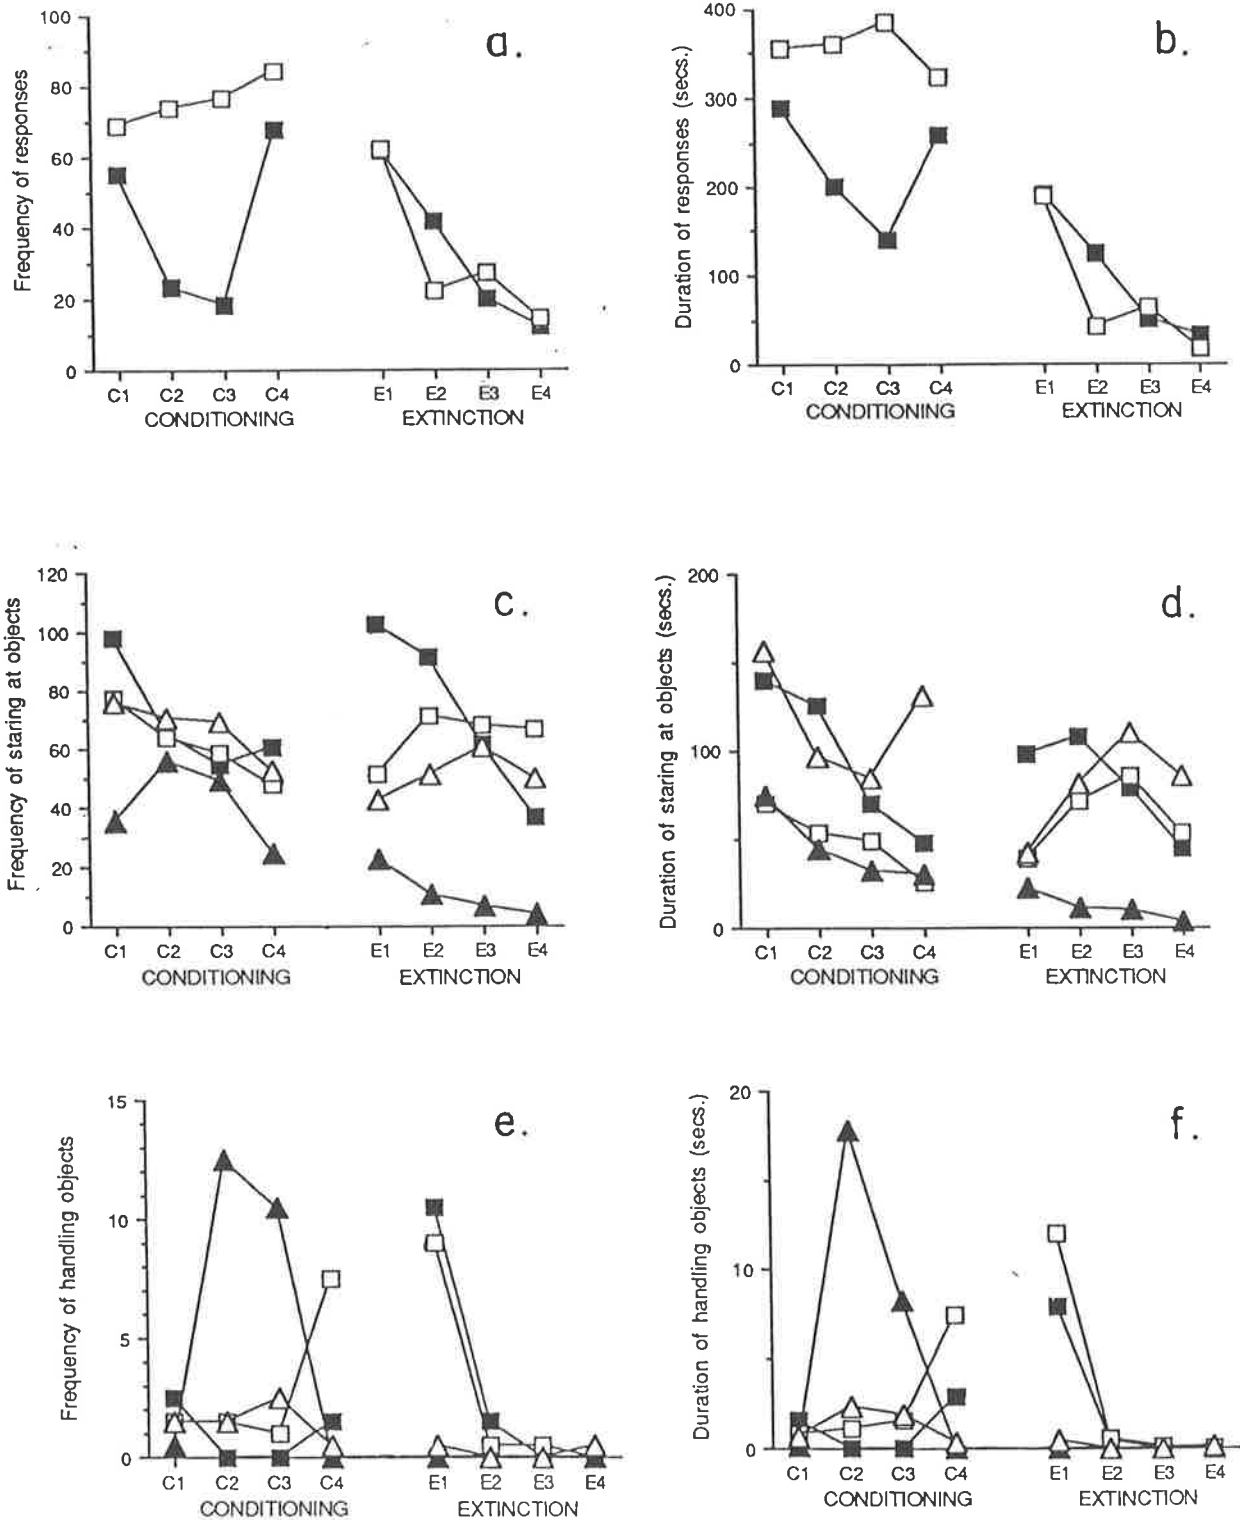 a.
Frequency of responses
100
80
60
40
20
0
C1 C2 C3 C4 E1 E2 E3 E4
CONDITIONING EXTINCTION
b.
Duration of responses (secs.)
400
300
200
100
0
C1 C2 C3 C4 E1 E2 E3 E4
CONDITIONING EXTINCTION
c.
Frequency of staring at objects
120
100
80
60
40
20
0
C1 C2 C3 C4 E1 E2 E3 E4
CONDITIONING EXTINCTION
d.
Duration of staring at objects (secs.)
200
100
0
C1 C2 C3 C4 E1 E2 E3 E4
CONDITIONING EXTINCTION
e.
Frequency of handling objects
15
10
5
0
C1 C2 C3 C4 E1 E2 E3 E4
CONDITIONING EXTINCTION
f.
Duration of handling objects (secs.)
20
10
0
C1 C2 C3 C4 E1 E2 E3 E4
CONDITIONING EXTINCTION